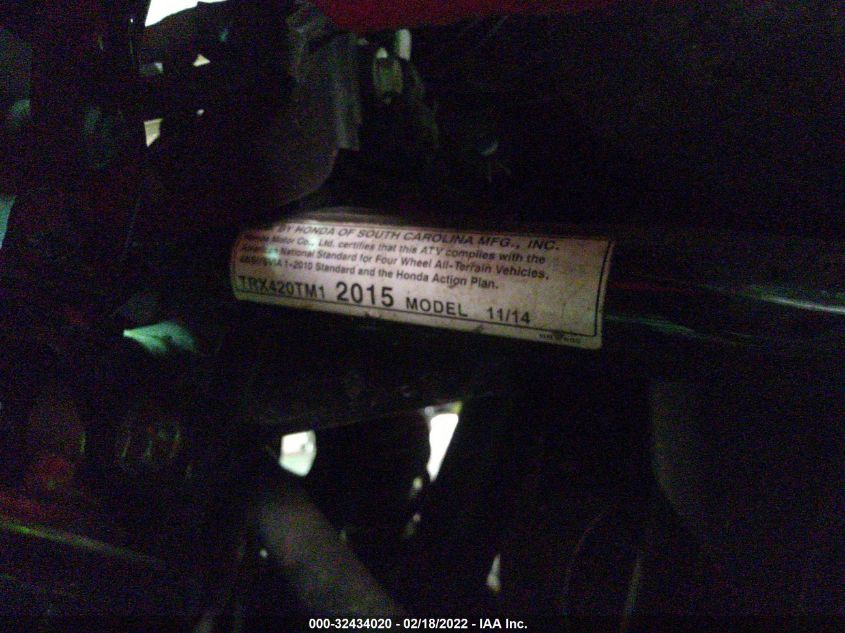 BY HONDA OF SOUTH CAROLINA MFG., INC.
Motor Co., Ltd. certifies that this ATV complies with the
American National Standard for Four Wheel All-Terrain Vehicles,
1-2010 Standard and the Honda Action Plan.
TRX420TM1 2015 MODEL 11/14
000-32434020 - 02/18/2022 - IAA Inc.